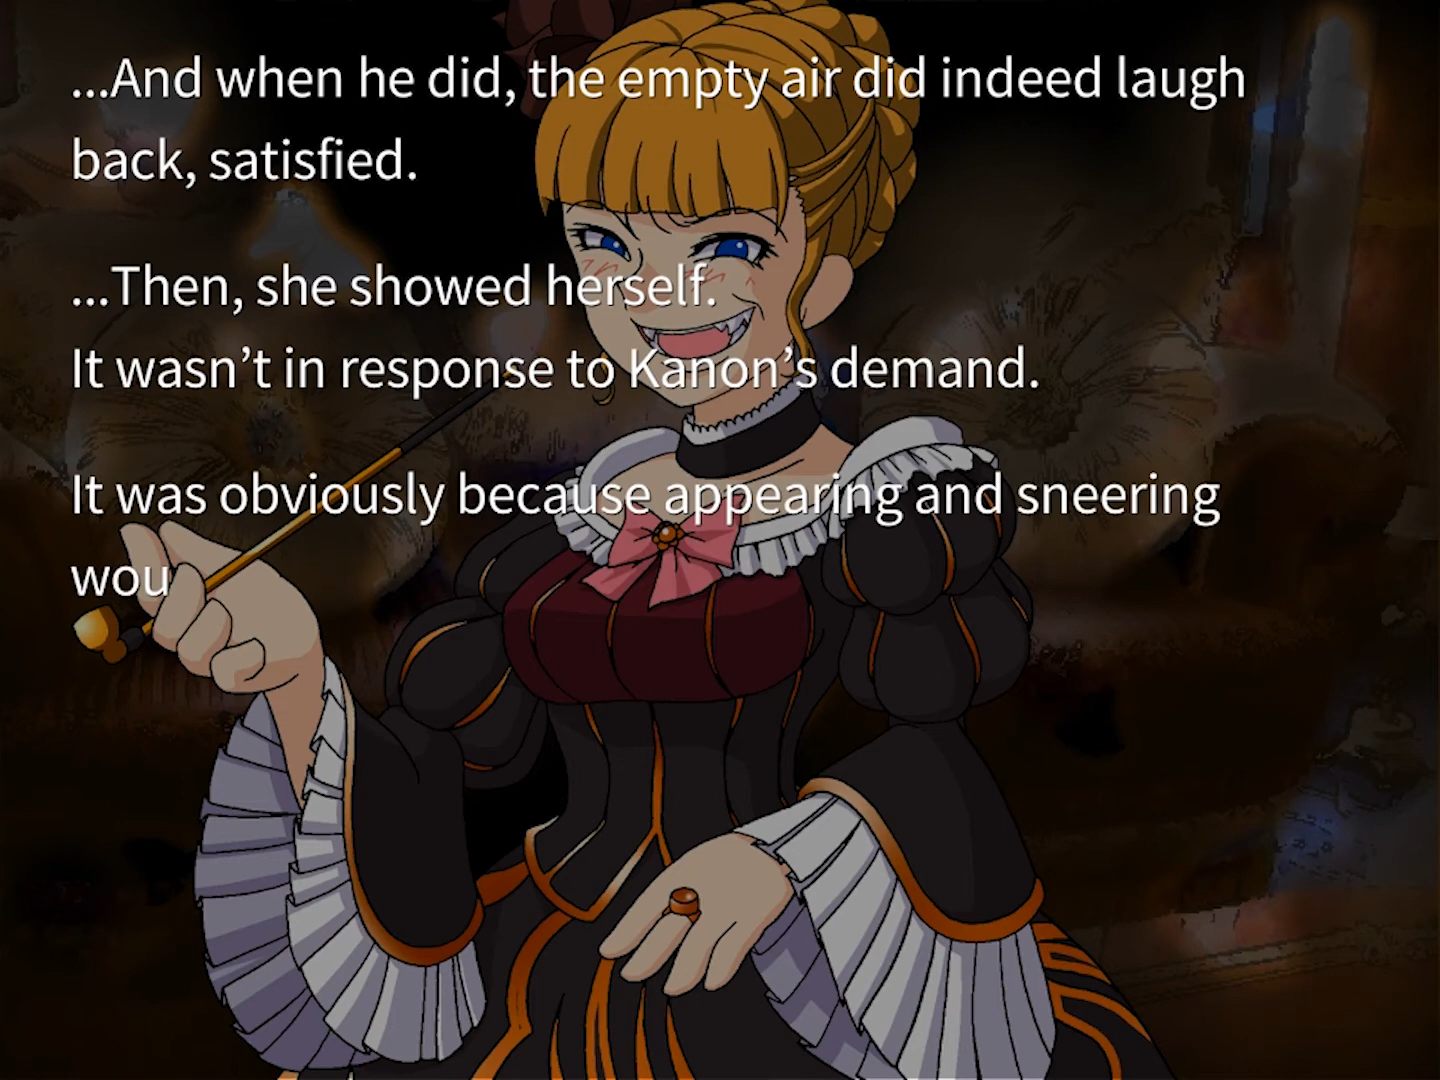 ...And when he did, the empty air did indeed laugh
back, satisfied.
...Then, she showed herself.
It wasn’t in response to Kanon’s demand.
It was obviously because appearing and sneering
wou